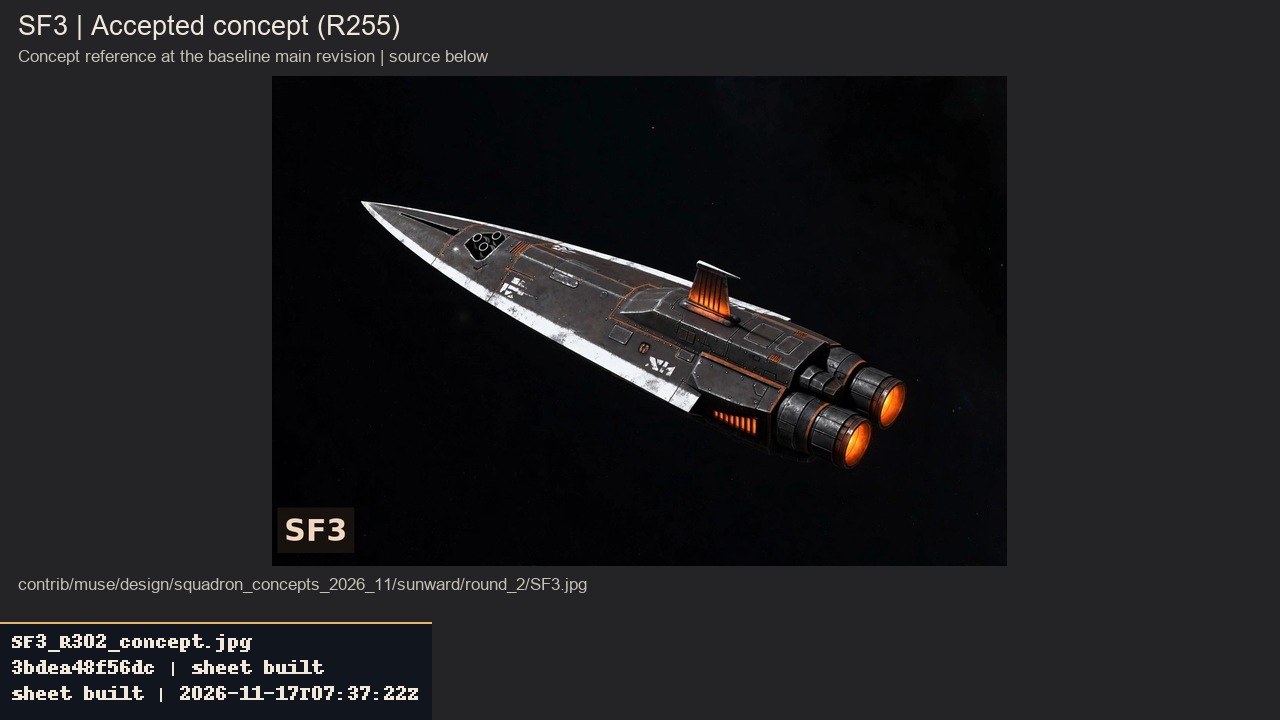 SF3 | Accepted concept (R255)
Concept reference at the baseline main revision | source below
SF3
contrib/muse/design/squadron_concepts_2026_11/sunward/round_2/SF3.jpg
SF3_R302_concept.jpg
3bdea48f56dc | sheet built
sheet built | 2026-11-17T07:37:22Z